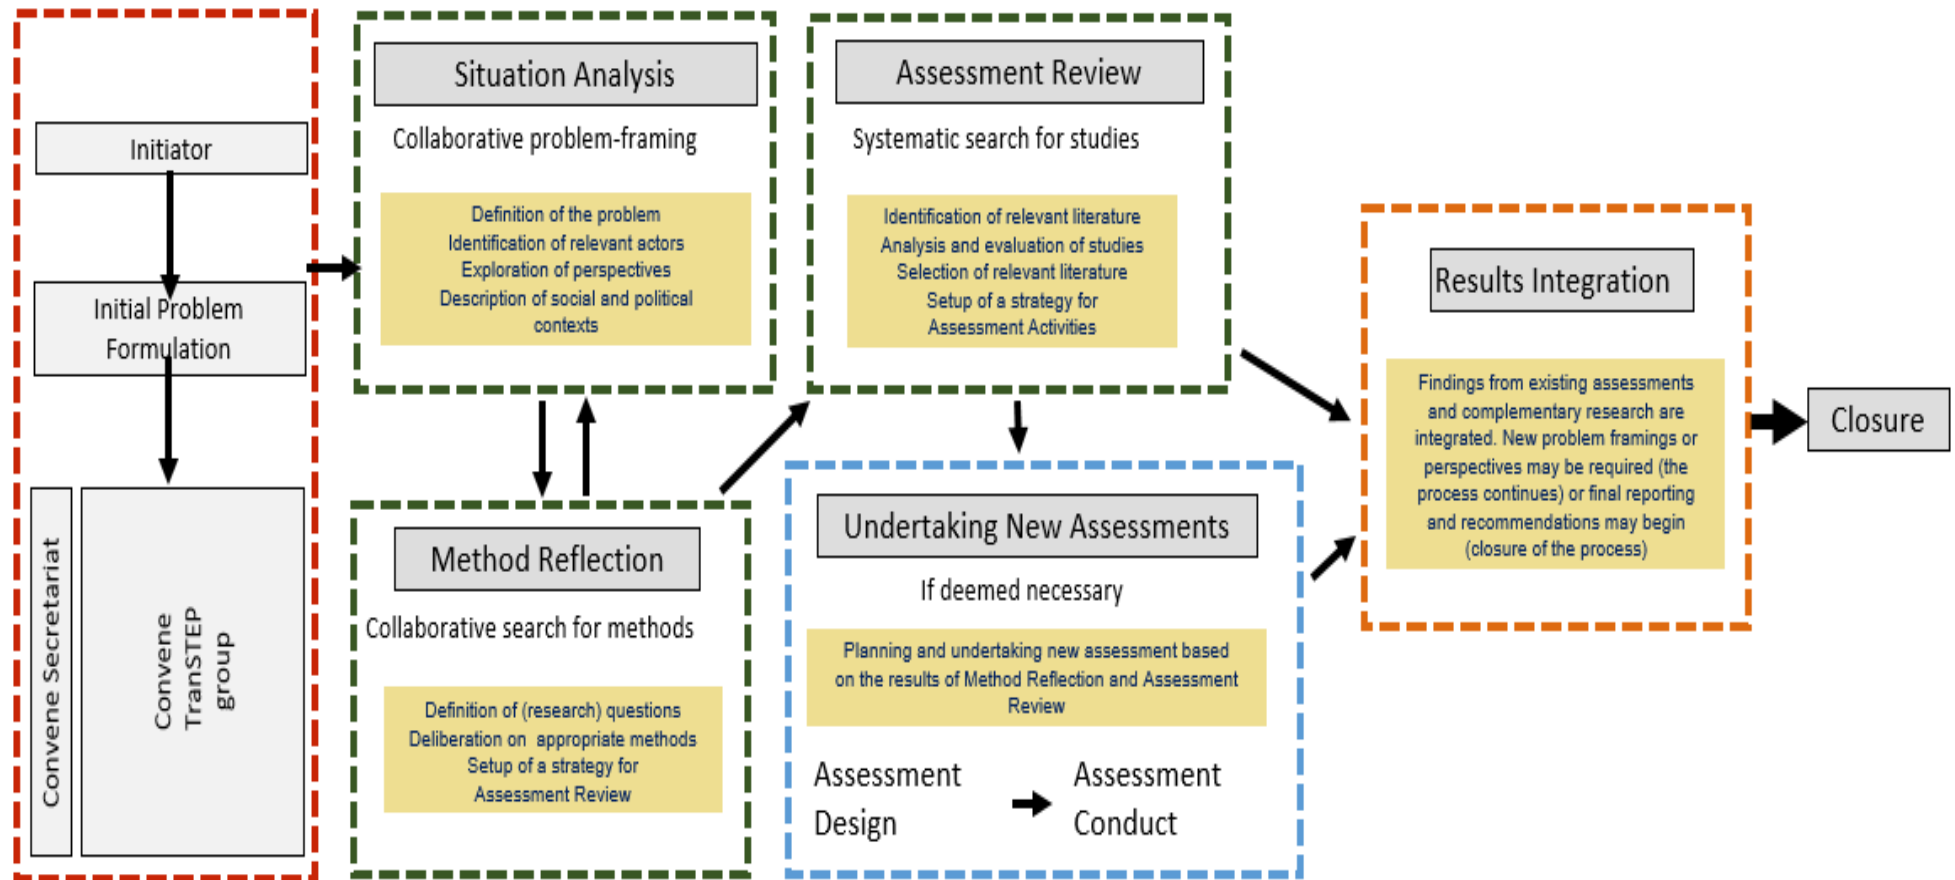 Initiator
Initial Problem
Formulation
Convene Secretariat
Convene
TranSTEP
group
Situation Analysis
Collaborative problem-framing
Definition of the problem
Identification of relevant actors
Exploration of perspectives
Description of social and political
contexts
Method Reflection
Collaborative search for methods
Definition of (research) questions
Deliberation on appropriate methods
Setup of a strategy for
Assessment Review
Assessment Review
Systematic search for studies
Identification of relevant literature
Analysis and evaluation of studies
Selection of relevant literature
Setup of a strategy for
Assessment Activities
Undertaking New Assessments
If deemed necessary
Planning and undertaking new assessment based
on the results of Method Reflection and Assessment
Review
Assessment
Design
Assessment
Conduct
Results Integration
Findings from existing assessments
and complementary research are
integrated. New problem framings or
perspectives may be required (the
process continues) or final reporting
and recommendations may begin
(closure of the process)
Closure